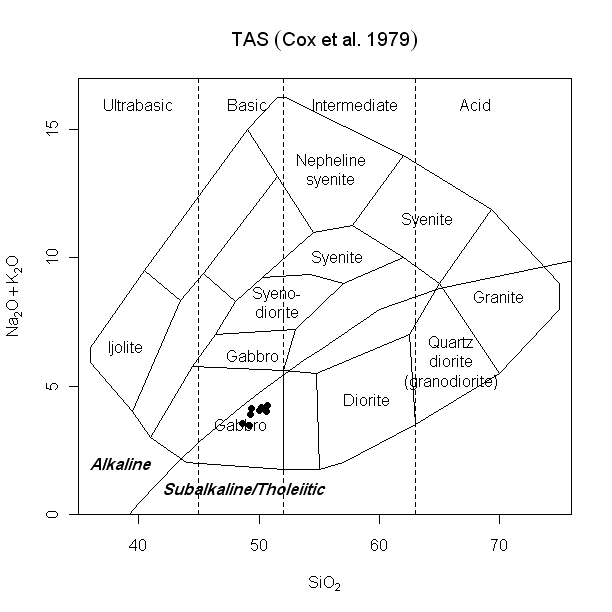 TAS (Cox et al. 1979)
Ultrabasic Basic Intermediate Acid
15
Nepheline
syenite
Syenite
10
Syenite
Syeno-
diorite
Granite
Ijolite
Gabbro
Quartz
diorite
(granodiorite)
5
Diorite
Gabbro
Alkaline
Subalkaline/Tholeiitic
0
40 50 60 70
SiO₂
Na₂O + K₂O